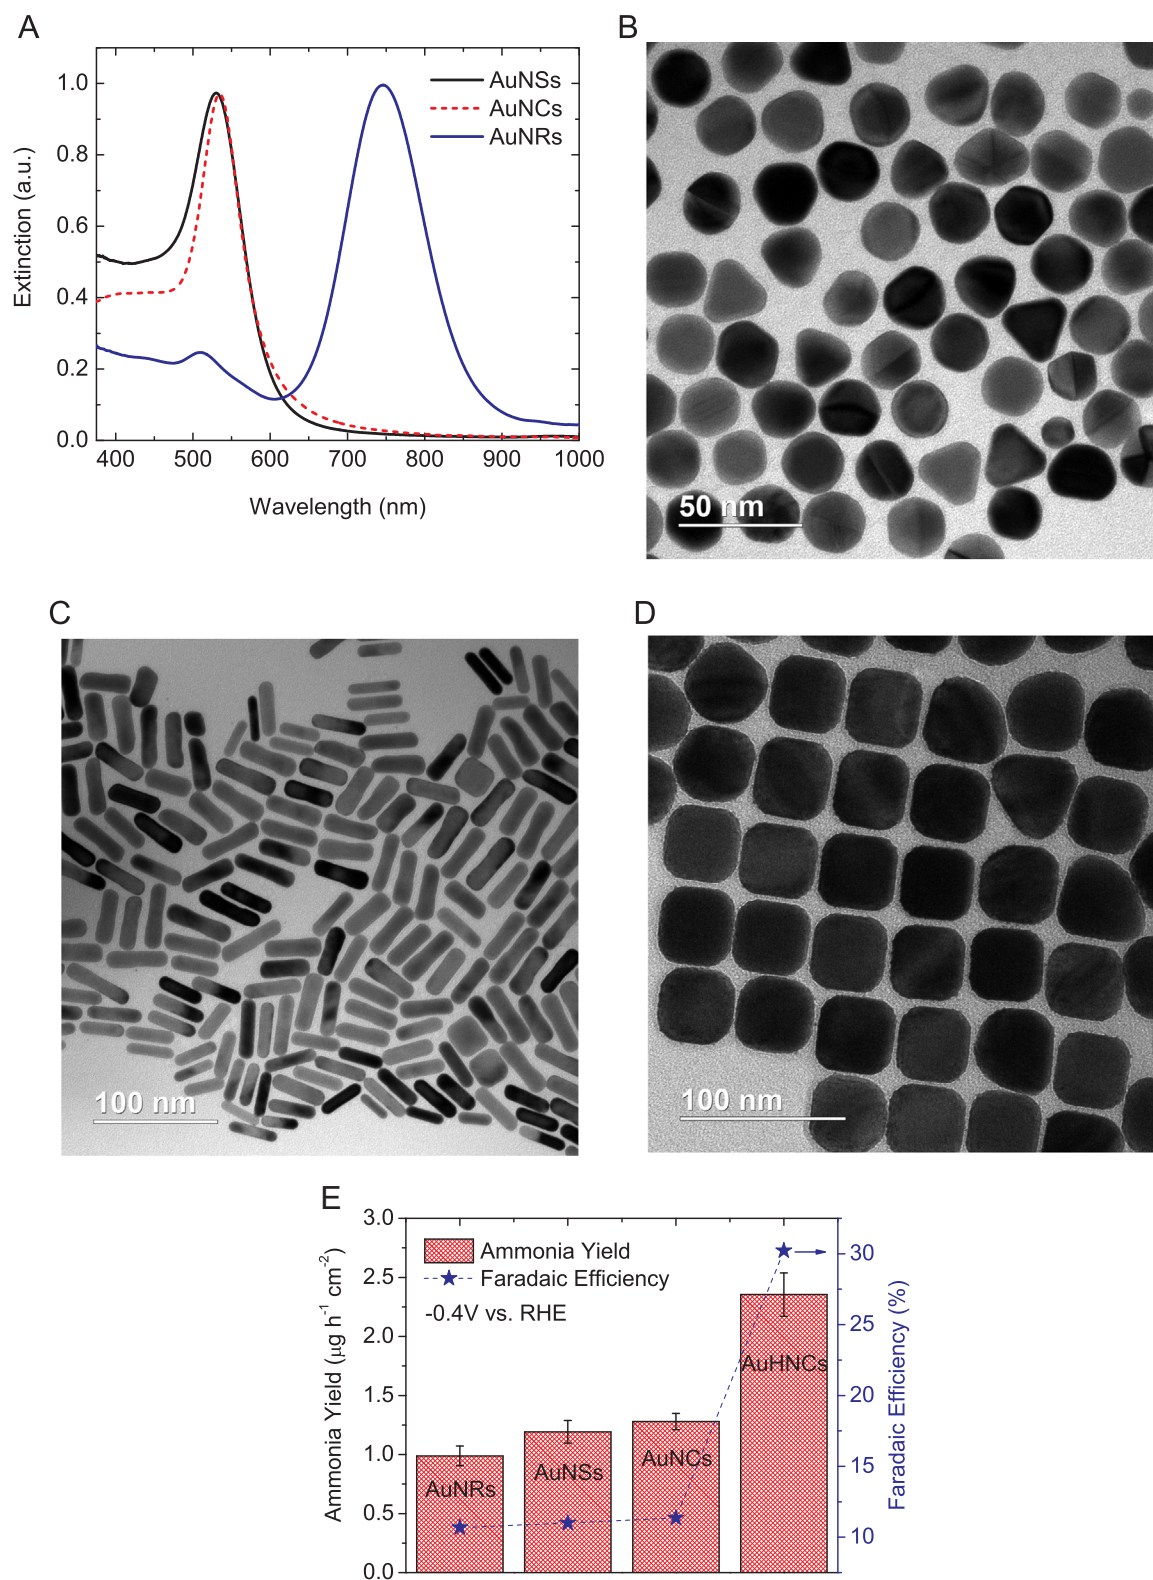 A
1.0
0.8
0.6
0.4
0.2
0.0
Extinction (a.u.)
400 500 600 700 800 900 1000
Wavelength (nm)
AuNSs
AuNCs
AuNRs
B
50 nm
C
100 nm
D
100 nm
E
3.0
2.5
2.0
1.5
1.0
0.5
0.0
Ammonia Yield (μg h⁻¹ cm⁻²)
Ammonia Yield
Faradaic Efficiency
-0.4V vs. RHE
AuNRs
AuNSs
AuNCs
AuHNCs
30
25
20
15
10
Faradaic Efficiency (%)